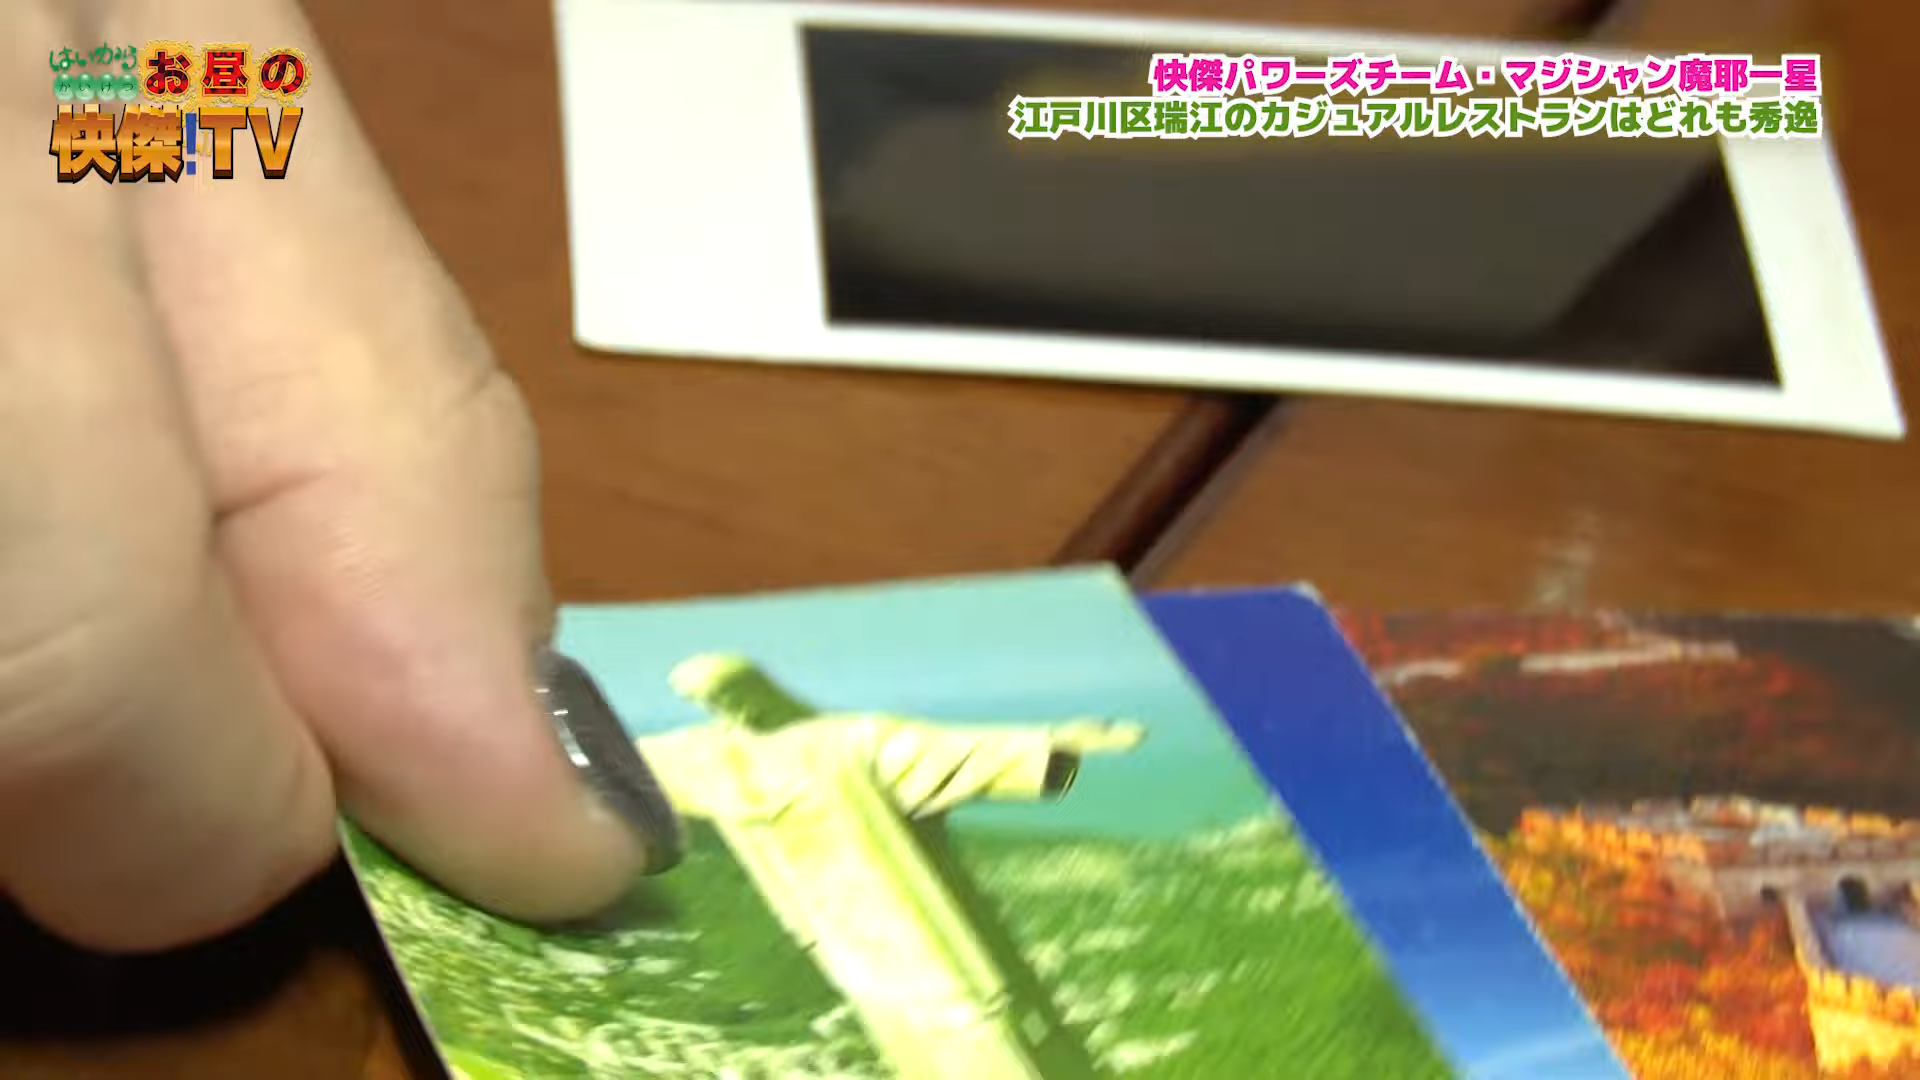 はいからお昼の
かいけつ
快傑!TV
快傑パワーズチーム・マジシャン魔耶一星
江戸川区瑞江のカジュアルレストランはどれも秀逸